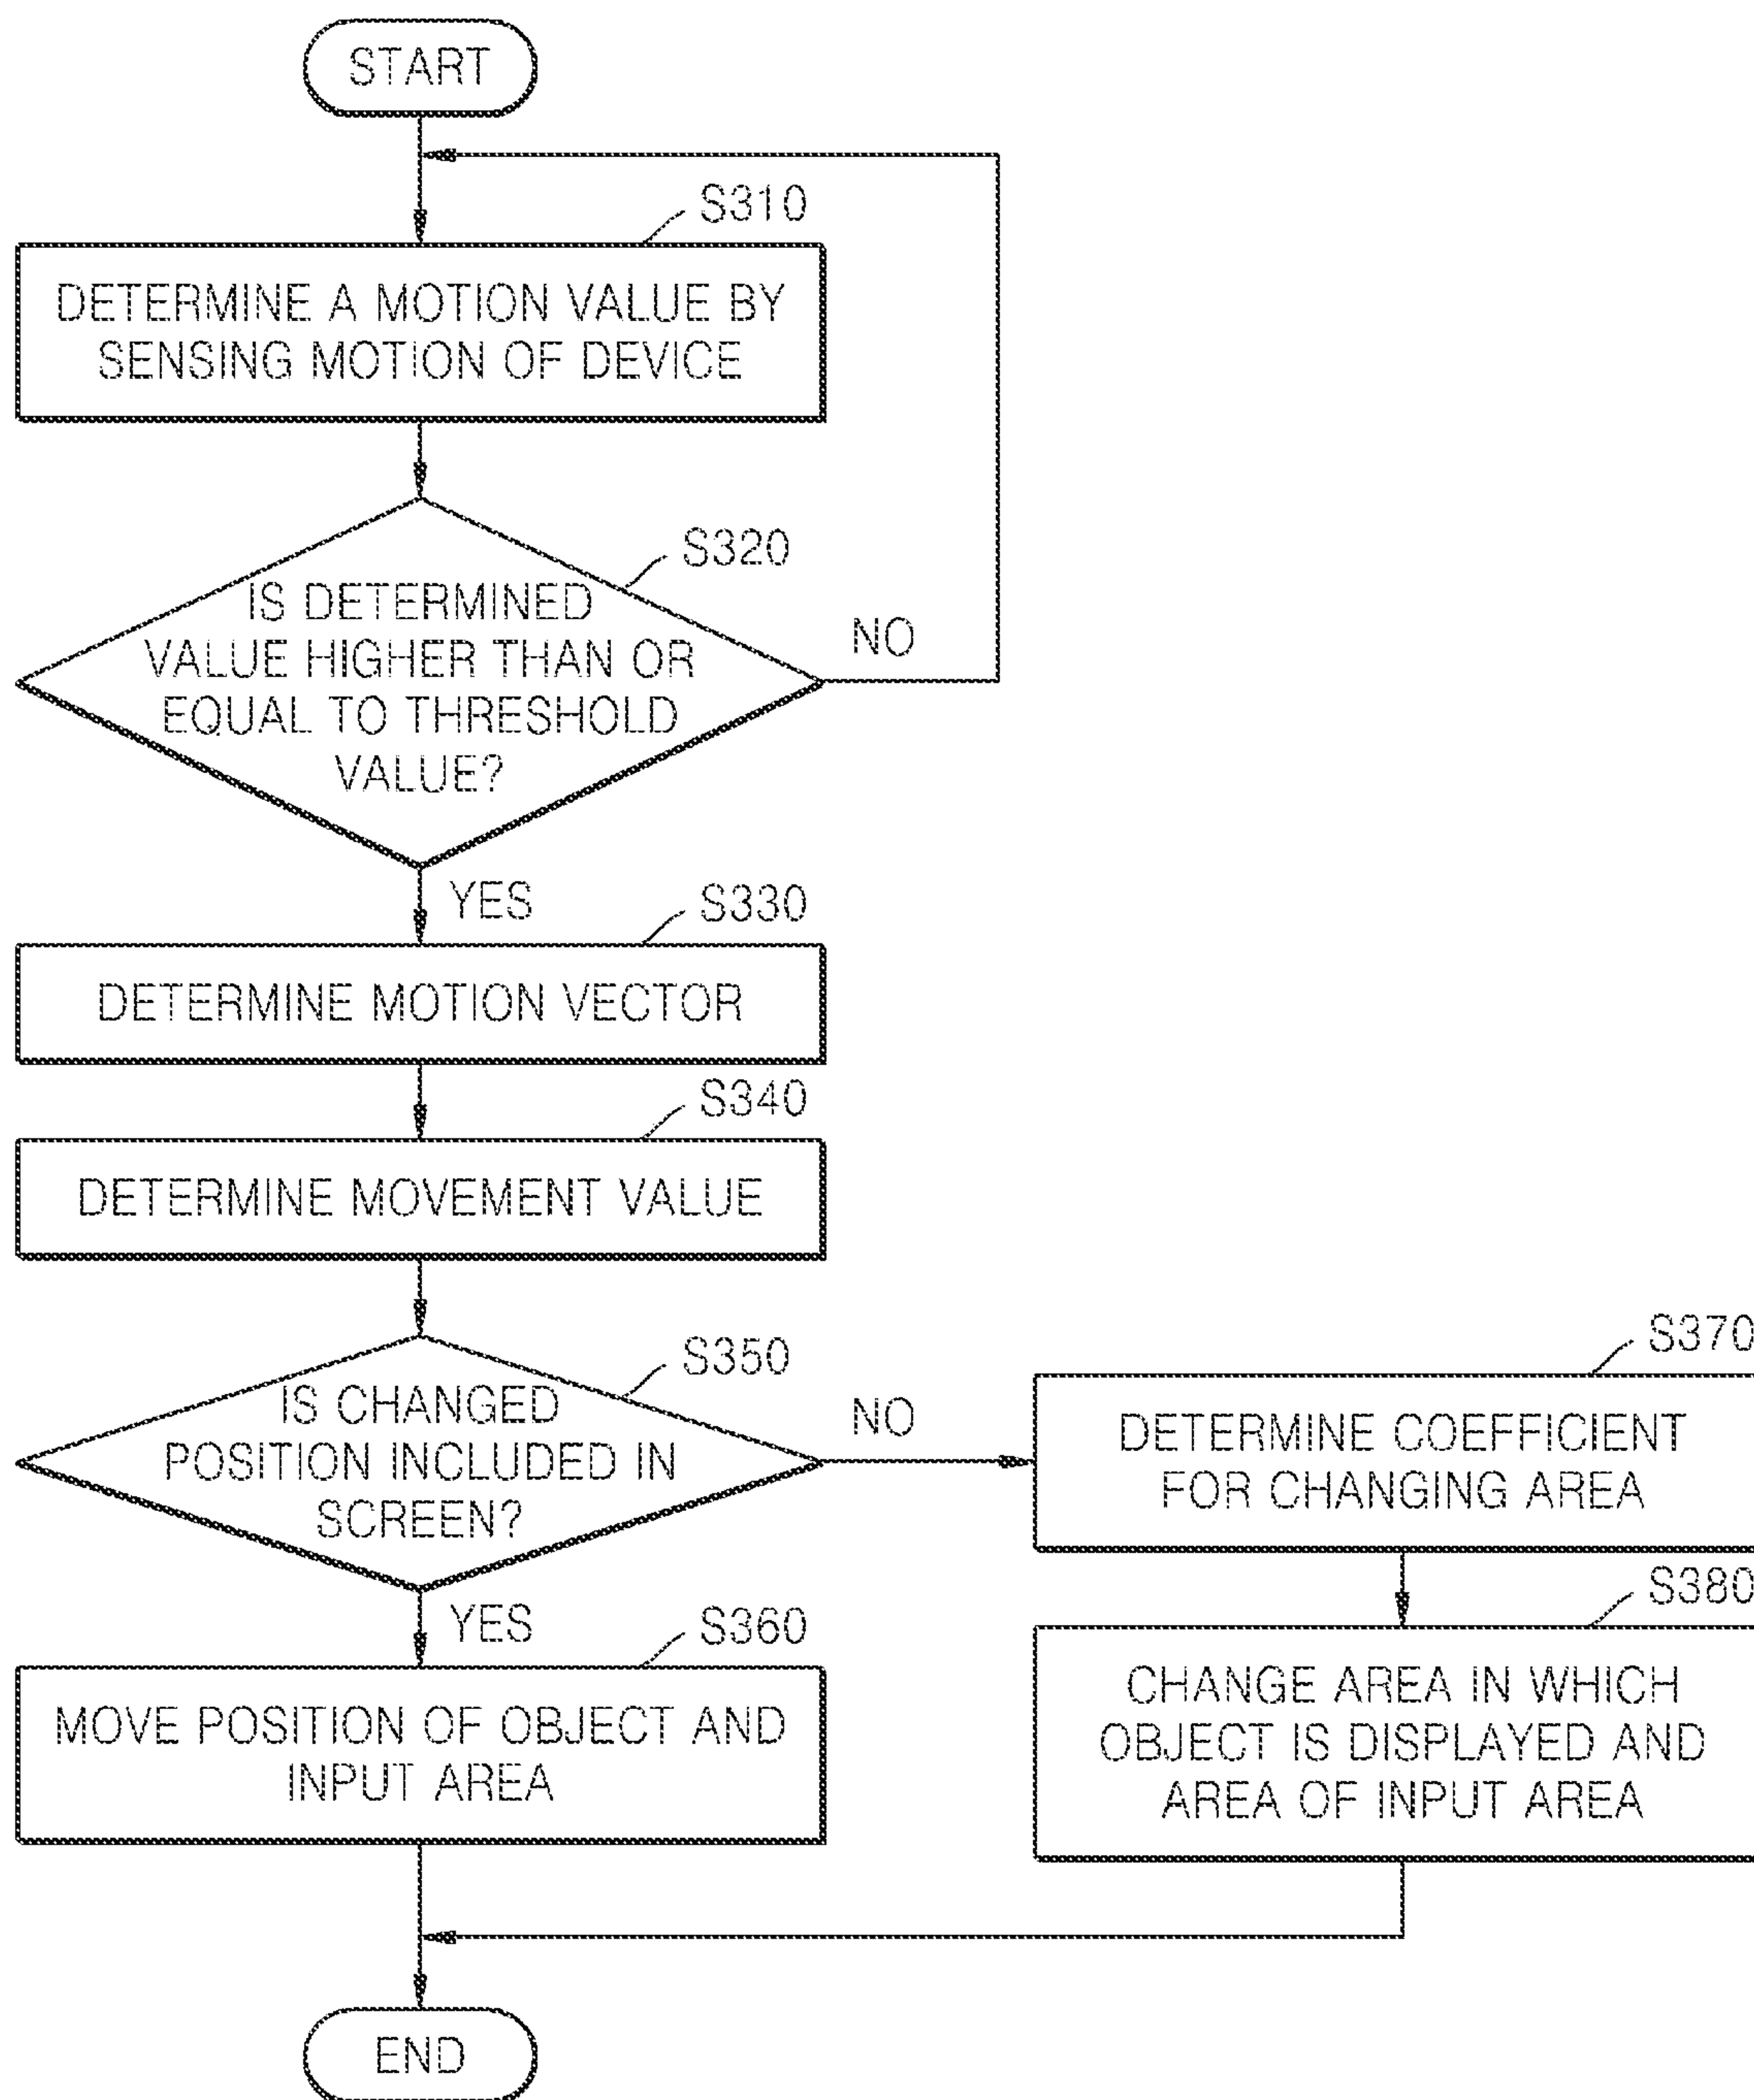 START
S310
DETERMINE A MOTION VALUE BY
SENSING MOTION OF DEVICE
S320
IS DETERMINED
VALUE HIGHER THAN OR
EQUAL TO THRESHOLD
VALUE?
NO
YES
S330
DETERMINE MOTION VECTOR
S340
DETERMINE MOVEMENT VALUE
S350
IS CHANGED
POSITION INCLUDED IN
SCREEN?
NO
S370
DETERMINE COEFFICIENT
FOR CHANGING AREA
YES
S360
MOVE POSITION OF OBJECT AND
INPUT AREA
S380
CHANGE AREA IN WHICH
OBJECT IS DISPLAYED AND
AREA OF INPUT AREA
END